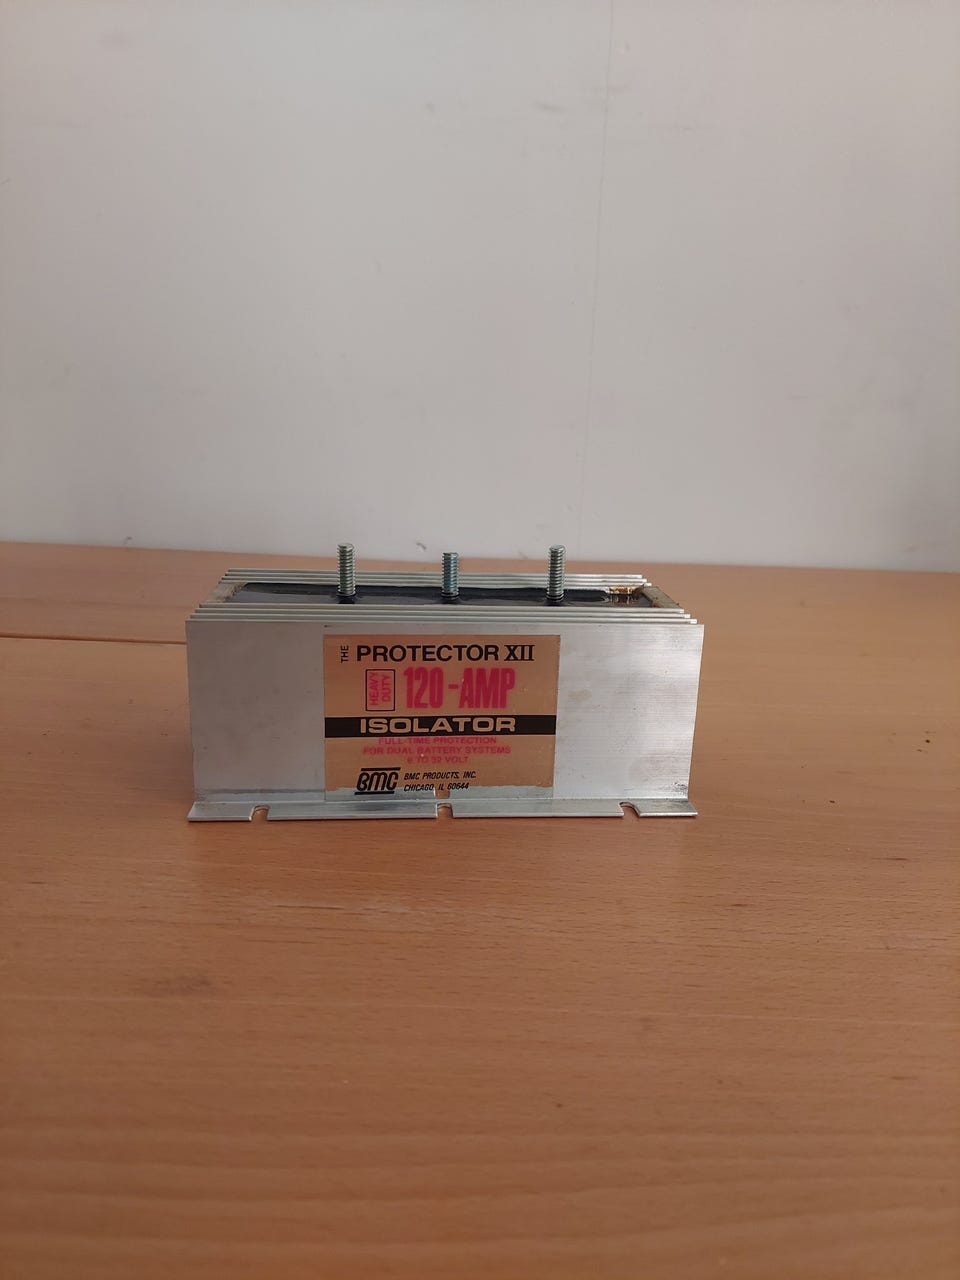 THE PROTECTOR XII
HEAVY DUTY 120-AMP
ISOLATOR
FULL-TIME PROTECTION
FOR DUAL BATTERY SYSTEMS
6 TO 32 VOLT
BMC BMC PRODUCTS, INC.
CHICAGO, IL 60644